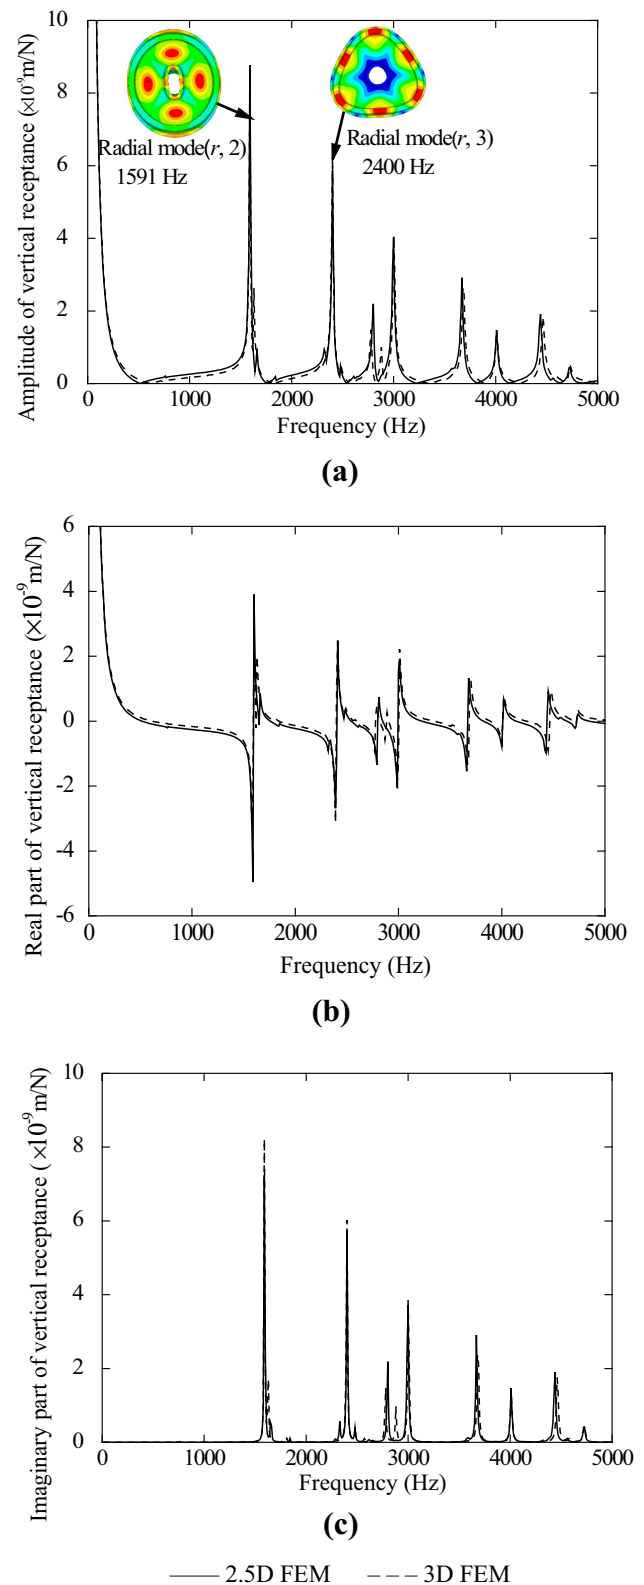 Amplitude of vertical receptance (×10⁻⁹m/N)
10
8
6
4
2
0
Radial mode(r, 2)
1591 Hz
Radial mode(r, 3)
2400 Hz
0 1000 2000 3000 4000 5000
Frequency (Hz)
(a)
Real part of vertical receptance (×10⁻⁹m/N)
6
4
2
0
-2
-4
-6
0 1000 2000 3000 4000 5000
Frequency (Hz)
(b)
Imaginary part of vertical receptance (×10⁻⁹m/N)
10
8
6
4
2
0
0 1000 2000 3000 4000 5000
Frequency (Hz)
(c)
2.5D FEM 3D FEM